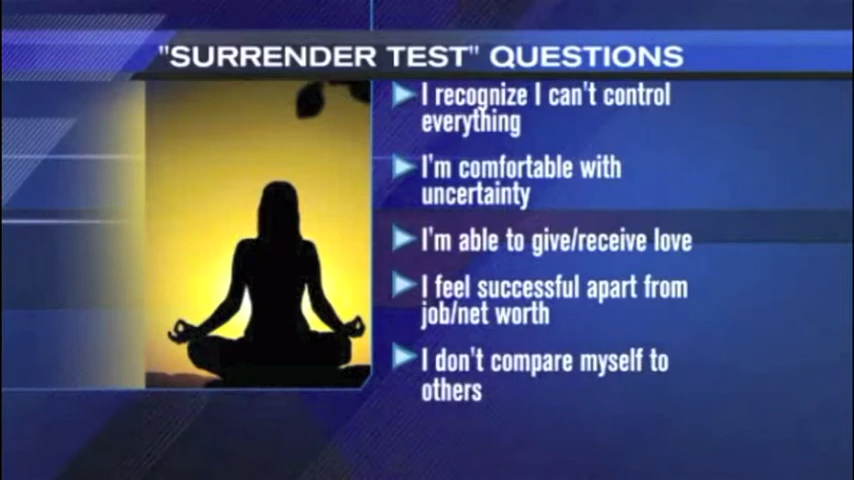 "SURRENDER TEST" QUESTIONS
I recognize I can't control
everything
I'm comfortable with
uncertainty
I'm able to give/receive love
I feel successful apart from
job/net worth
I don't compare myself to
others